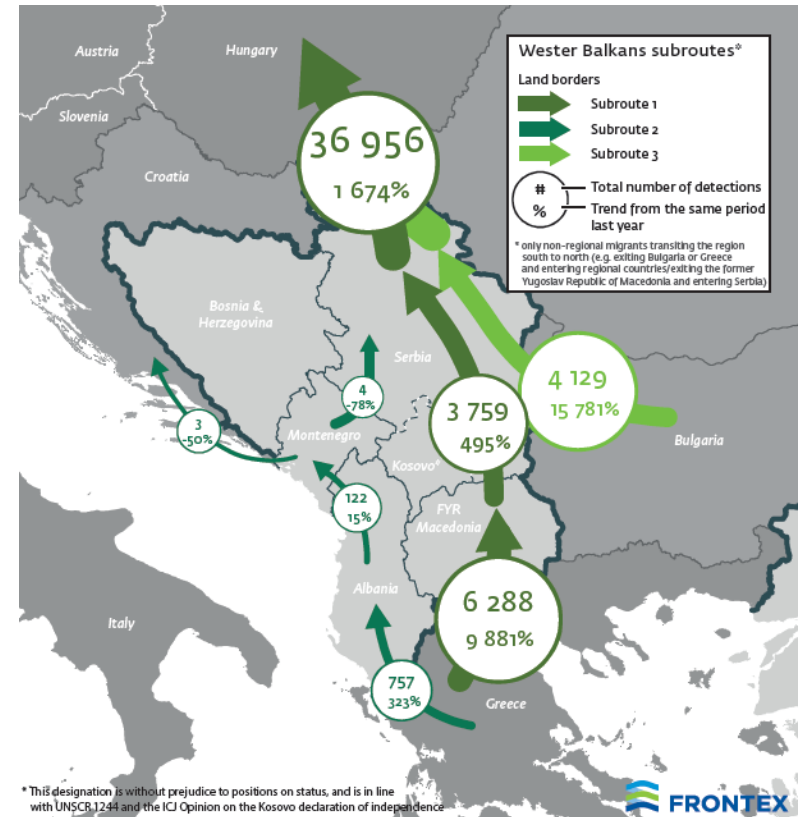 Austria
Hungary
Slovenia
Croatia
Bosnia &
Herzegovina
Serbia
Montenegro
Kosovo*
FYR
Macedonia
Albania
Bulgaria
Greece
Italy
36 956
1 674%
4 129
15 781%
3 759
495%
4
-78%
3
-50%
122
15%
6 288
9 881%
757
323%
Wester Balkans subroutes*
Land borders
Subroute 1
Subroute 2
Subroute 3
# Total number of detections
% Trend from the same period
last year
* only non-regional migrants transiting the region
south to north (e.g. exiting Bulgaria or Greece
and entering regional countries/exiting the former
Yugoslav Republic of Macedonia and entering Serbia)
* This designation is without prejudice to positions on status, and is in line
with UNSCR 1244 and the ICJ Opinion on the Kosovo declaration of independence
FRONTEX